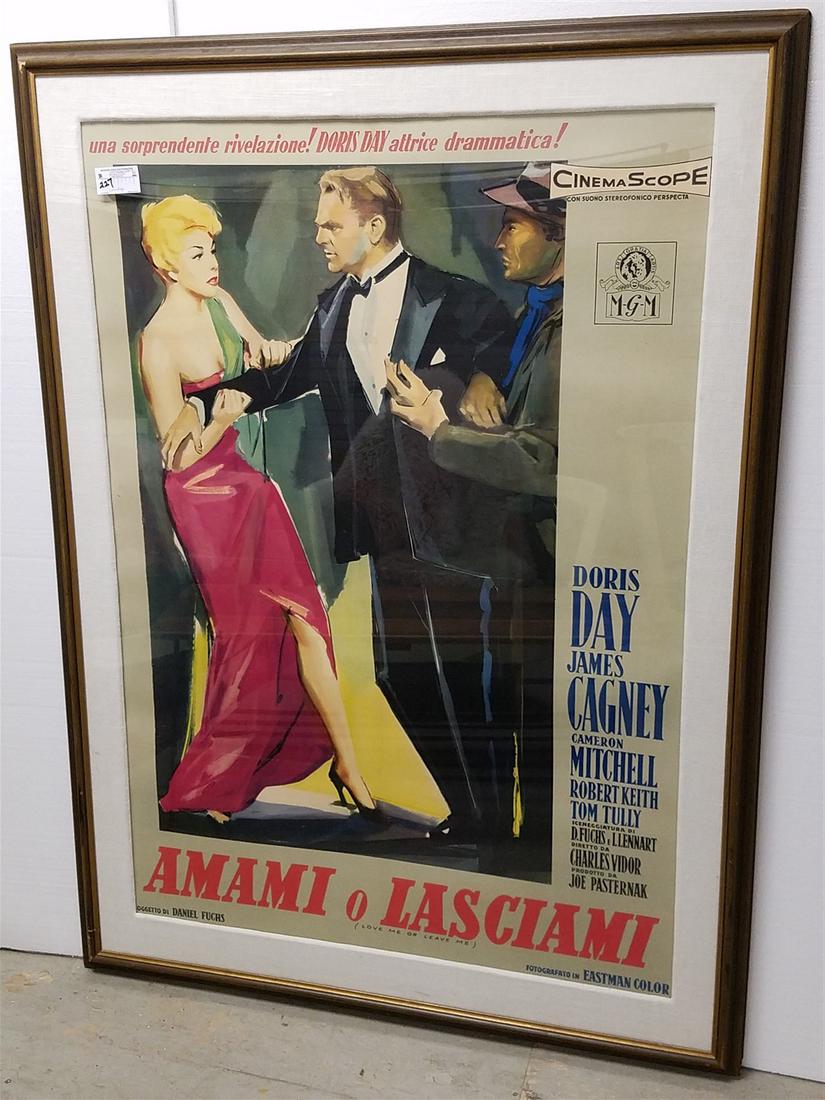 una sorprendente rivelazione! DORIS DAY attrice drammatica!
227
CINEMASCOPE
CON SUONO STEREOFONICO PERSPECTA
M-G-M
DORIS
DAY
JAMES
CAGNEY
CAMERON
MITCHELL
ROBERT KEITH
TOM TULLY
SCENEGGIATURA DI
D. FUCHS e I. LENNART
DIRETTO DA
CHARLES VIDOR
PRODOTTO DA
JOE PASTERNAK
AMAMI O LASCIAMI
(LOVE ME OR LEAVE ME)
SOGGETTO DI DANIEL FUCHS
FOTOGRAFATO IN EASTMAN COLOR